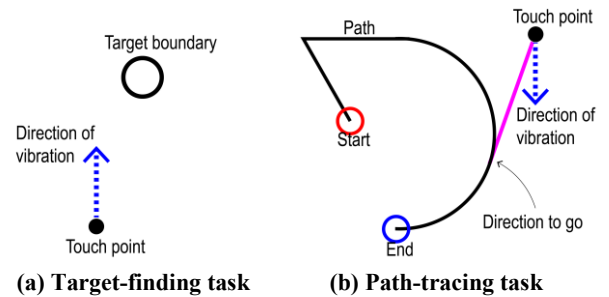 Target boundary
Direction of
vibration
Touch point
(a) Target-finding task
Path
Touch point
Start
Direction of
vibration
Direction to go
End
(b) Path-tracing task